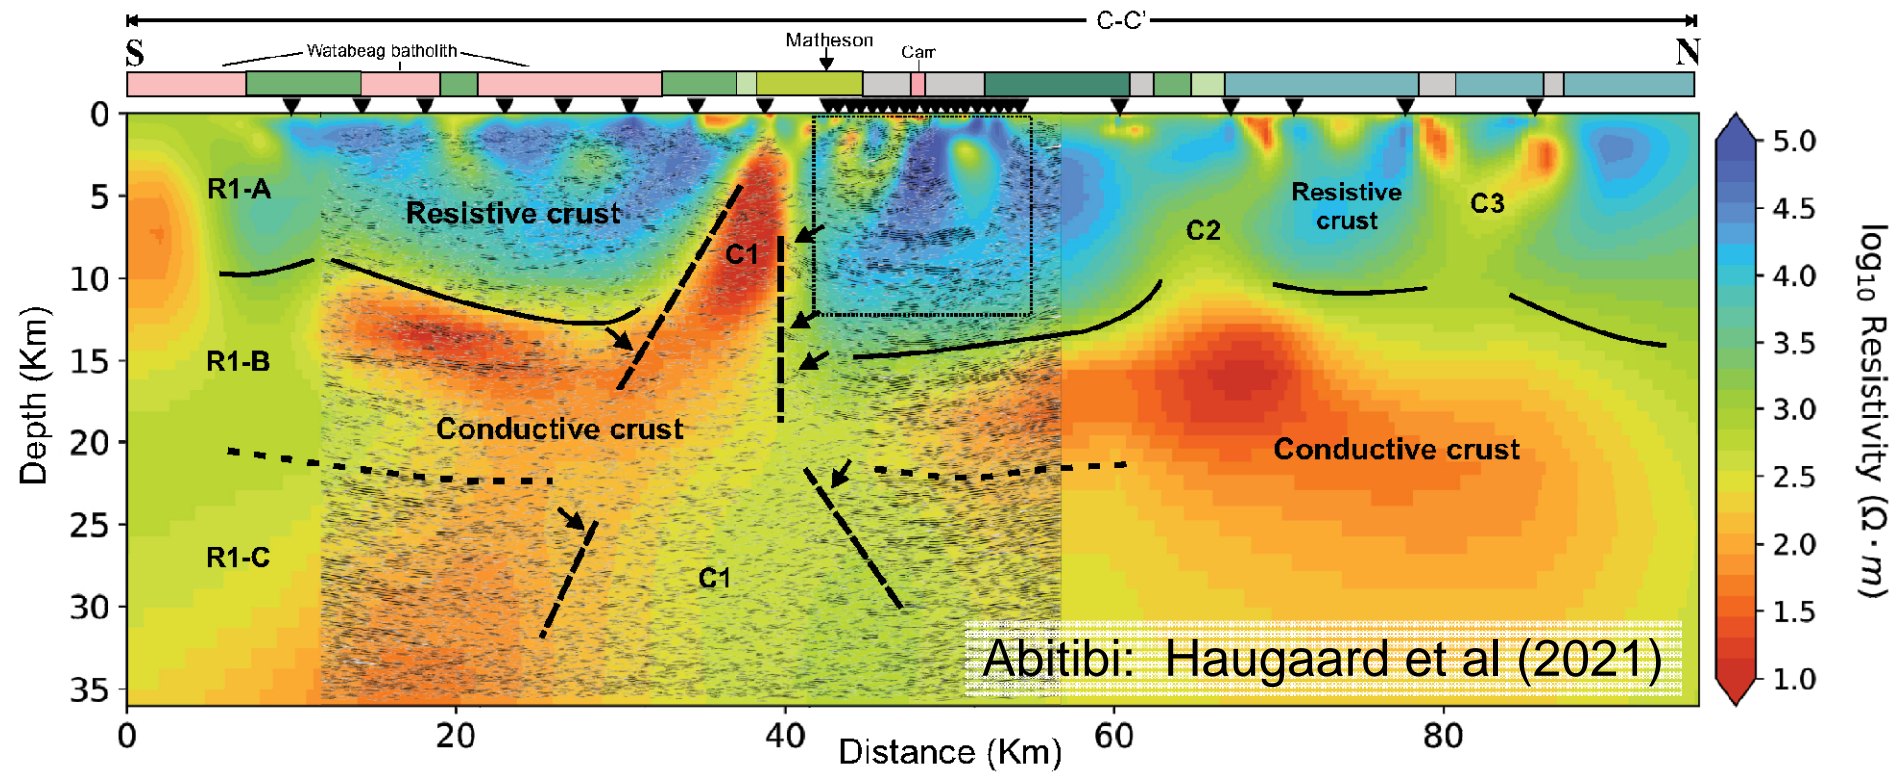 C-C'
S
N
Watabeag batholith
Matheson
Carr
0
5
10
15
20
25
30
35
Depth (Km)
R1-A
R1-B
R1-C
Resistive crust
C1
Conductive crust
C1
C2
Resistive
crust
C3
Conductive crust
Abitibi: Haugaard et al (2021)
0
20
40
60
80
Distance (Km)
5.0
4.5
4.0
3.5
3.0
2.5
2.0
1.5
1.0
log₁₀ Resistivity (Ω · m)